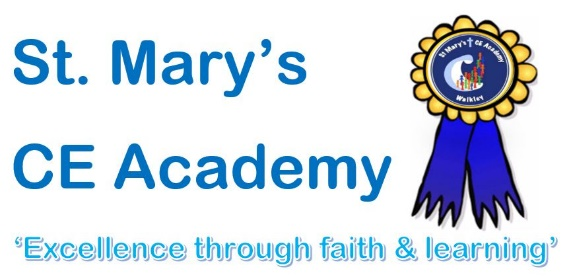 St. Mary's
CE Academy
St Mary's CE Academy
Walkley
‘Excellence through faith & learning’